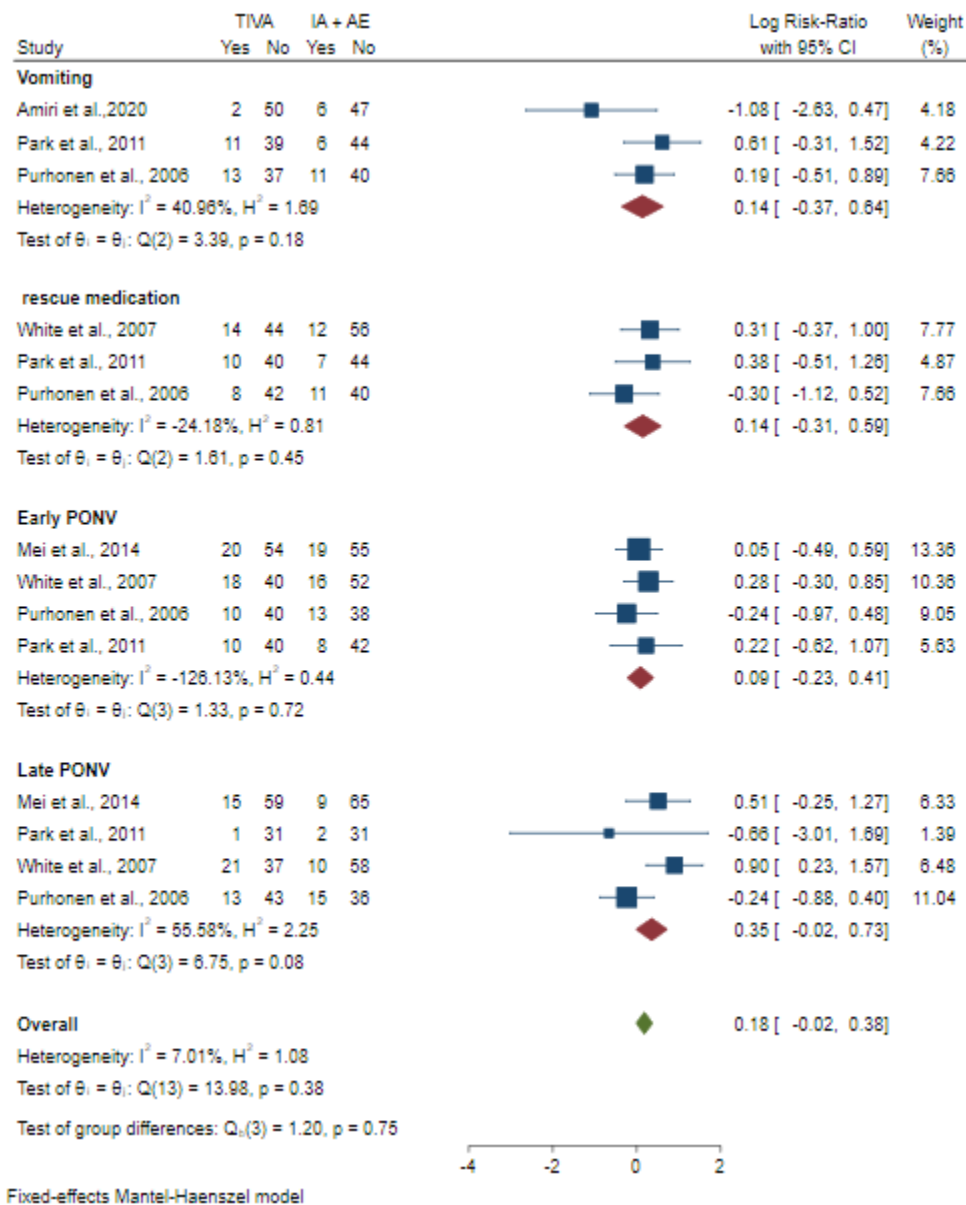 TIVA IA + AE Log Risk-Ratio Weight
Study Yes No Yes No with 95% CI (%)
Vomiting
Amiri et al.,2020 2 50 6 47 -1.08 [ -2.63, 0.47] 4.18
Park et al., 2011 11 39 6 44 0.61 [ -0.31, 1.52] 4.22
Purhonen et al., 2006 13 37 11 40 0.19 [ -0.51, 0.89] 7.66
Heterogeneity: I² = 40.96%, H² = 1.69 0.14 [ -0.37, 0.64]
Test of θᵢ = θⱼ: Q(2) = 3.39, p = 0.18
rescue medication
White et al., 2007 14 44 12 56 0.31 [ -0.37, 1.00] 7.77
Park et al., 2011 10 40 7 44 0.38 [ -0.51, 1.26] 4.87
Purhonen et al., 2006 8 42 11 40 -0.30 [ -1.12, 0.52] 7.66
Heterogeneity: I² = -24.18%, H² = 0.81 0.14 [ -0.31, 0.59]
Test of θᵢ = θⱼ: Q(2) = 1.61, p = 0.45
Early PONV
Mei et al., 2014 20 54 19 55 0.05 [ -0.49, 0.59] 13.36
White et al., 2007 18 40 16 52 0.28 [ -0.30, 0.85] 10.36
Purhonen et al., 2006 10 40 13 38 -0.24 [ -0.97, 0.48] 9.05
Park et al., 2011 10 40 8 42 0.22 [ -0.62, 1.07] 5.63
Heterogeneity: I² = -126.13%, H² = 0.44 0.09 [ -0.23, 0.41]
Test of θᵢ = θⱼ: Q(3) = 1.33, p = 0.72
Late PONV
Mei et al., 2014 15 59 9 65 0.51 [ -0.25, 1.27] 6.33
Park et al., 2011 1 31 2 31 -0.66 [ -3.01, 1.69] 1.39
White et al., 2007 21 37 10 58 0.90 [ 0.23, 1.57] 6.48
Purhonen et al., 2006 13 43 15 36 -0.24 [ -0.88, 0.40] 11.04
Heterogeneity: I² = 55.58%, H² = 2.25 0.35 [ -0.02, 0.73]
Test of θᵢ = θⱼ: Q(3) = 6.75, p = 0.08
Overall 0.18 [ -0.02, 0.38]
Heterogeneity: I² = 7.01%, H² = 1.08
Test of θᵢ = θⱼ: Q(13) = 13.98, p = 0.38
Test of group differences: Q_b(3) = 1.20, p = 0.75
-4 -2 0 2
Fixed-effects Mantel-Haenszel model